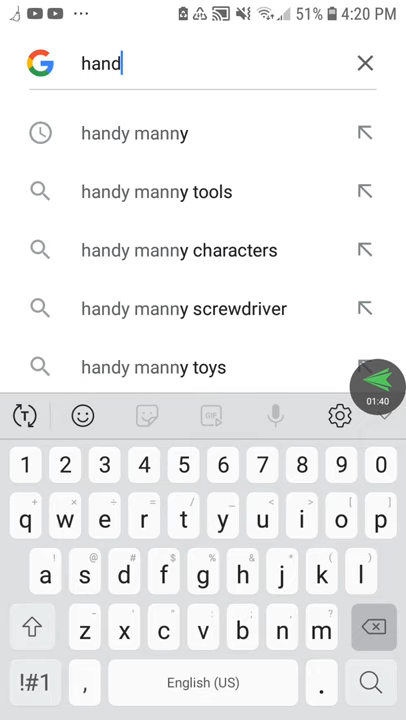 51% 4:20 PM
G hand
handy manny
handy manny tools
handy manny characters
handy manny screwdriver
handy manny toys
01:40
T GIF
1 2 3 4 5 6 7 8 9 0
+ × ÷ = / _ < > [ ]
q w e r t y u i o p
! @ # $ % ^ & * ( )
a s d f g h j k l
- ' " : ; , ?
z x c v b n m
!#1 , English (US) .